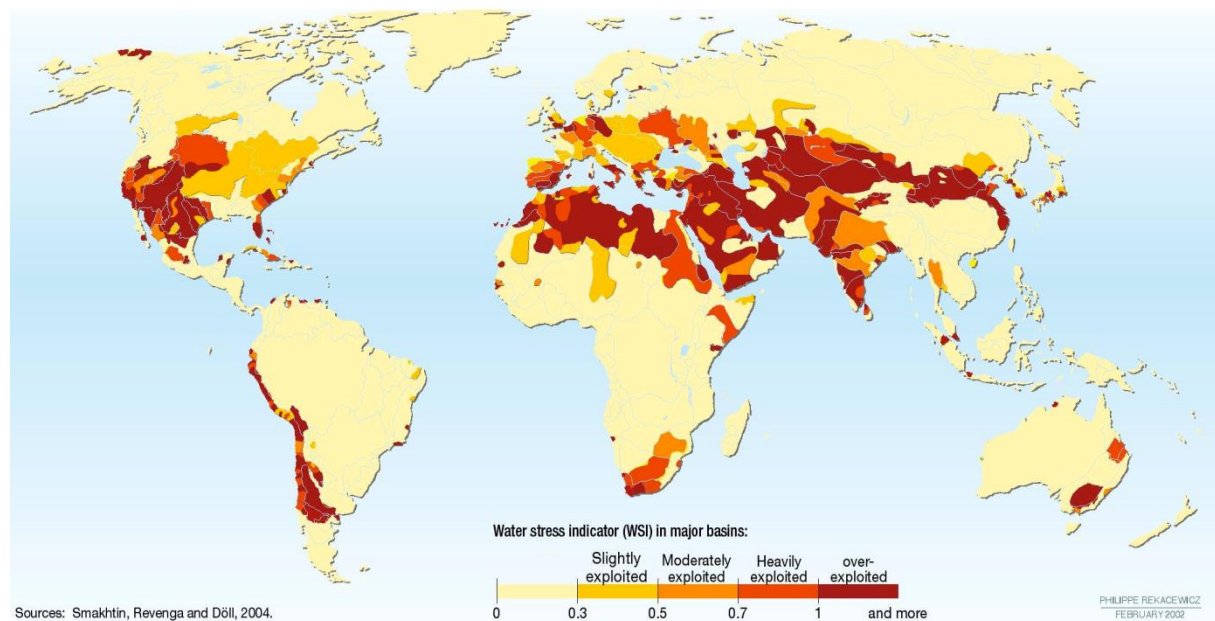 Water stress indicator (WSI) in major basins:
Slightly exploited
Moderately exploited
Heavily exploited
over-exploited
0
0.3
0.5
0.7
1
and more
Sources: Smakhtin, Revenga and Döll, 2004.
PHILIPPE REKACEWICZ
FEBRUARY 2002